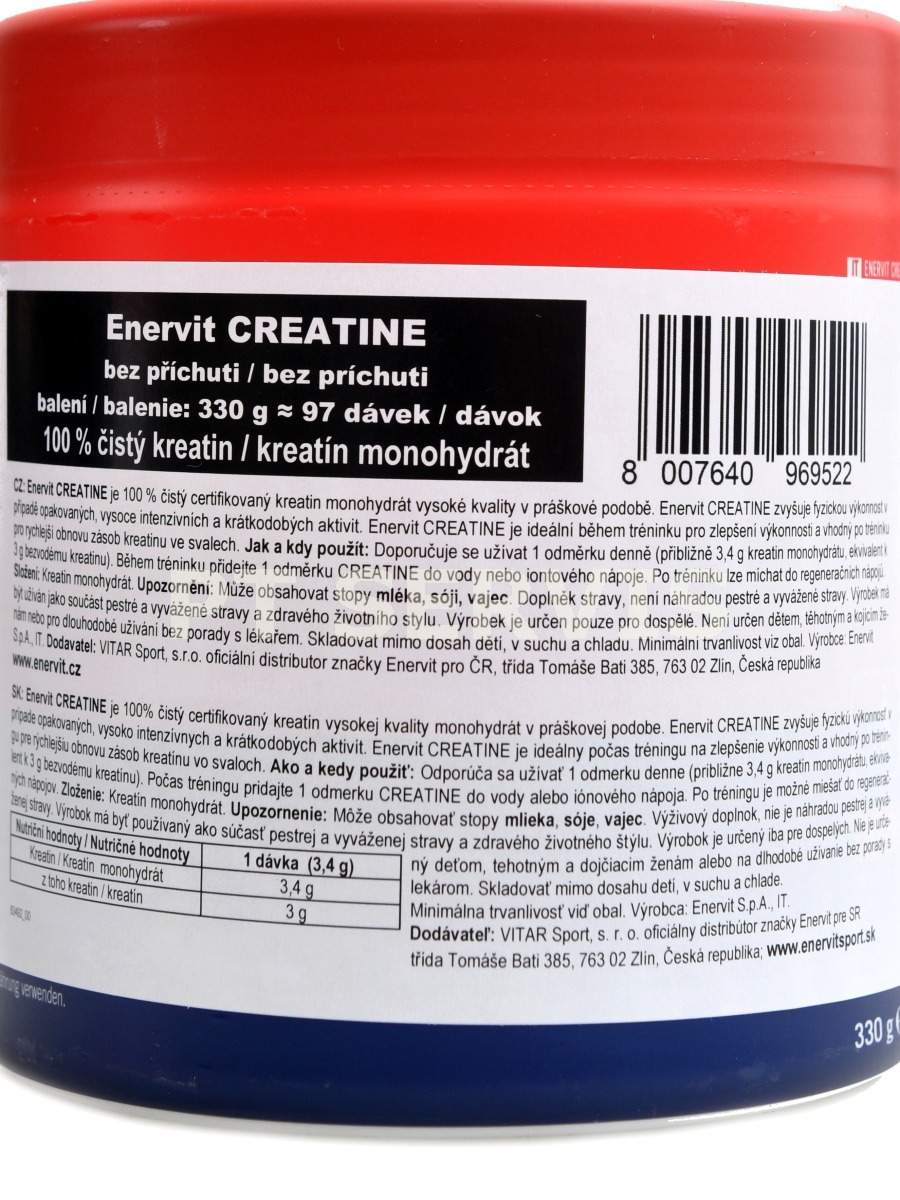 IT ENERVIT CRE
Enervit CREATINE
bez příchuti / bez príchuti
balení / balenie: 330 g ≈ 97 dávek / dávok
100 % čistý kreatin / kreatín monohydrát
8 007640 969522
CZ: Enervit CREATINE je 100 % čistý certifikovaný kreatin monohydrát vysoké kvality v práškové podobě. Enervit CREATINE zvyšuje fyzickou výkonnost v
případě opakovaných, vysoce intenzivních a krátkodobých aktivit. Enervit CREATINE je ideální během tréninku pro zlepšení výkonnosti a vhodný po tréninku
pro rychlejší obnovu zásob kreatinu ve svalech. Jak a kdy použít: Doporučuje se užívat 1 odměrku denně (přibližně 3,4 g kreatin monohydrátu, ekvivalent k
3 g bezvodému kreatinu). Během tréninku přidejte 1 odměrku CREATINE do vody nebo iontového nápoje. Po tréninku lze míchat do regeneračních nápojů.
Složení: Kreatin monohydrát. Upozornění: Může obsahovat stopy mléka, sóji, vajec. Doplněk stravy, není náhradou pestré a vyvážené stravy. Výrobek má
být užíván jako součást pestré a vyvážené stravy a zdravého životního stylu. Výrobek je určen pouze pro dospělé. Není určen dětem, těhotným a kojícím že-
nám nebo pro dlouhodobé užívání bez porady s lékařem. Skladovat mimo dosah dětí, v suchu a chladu. Minimální trvanlivost viz obal. Výrobce: Enervit
S.p.A., IT. Dodavatel: VITAR Sport, s.r.o. oficiální distributor značky Enervit pro ČR, třída Tomáše Bati 385, 763 02 Zlín, Česká republika
www.enervit.cz
SK: Enervit CREATINE je 100% čistý certifikovaný kreatín vysokej kvality monohydrát v práškovej podobe. Enervit CREATINE zvyšuje fyzickú výkonnosť v
prípade opakovaných, vysoko intenzívnych a krátkodobých aktivít. Enervit CREATINE je ideálny počas tréningu na zlepšenie výkonnosti a vhodný po trénin-
gu pre rýchlejšiu obnovu zásob kreatínu vo svaloch. Ako a kedy použiť: Odporúča sa užívať 1 odmerku denne (približne 3,4 g kreatin monohydrátu, ekviva-
lent k 3 g bezvodému kreatínu). Počas tréningu pridajte 1 odmerku CREATINE do vody alebo iónového nápoja. Po tréningu je možné miešať do regenerač-
ných nápojov. Zloženie: Kreatín monohydrát. Upozornenie: Môže obsahovať stopy mlieka, sóje, vajec. Výživový doplnok, nie je náhradou pestrej a vyvá-
ženej stravy. Výrobok má byť používaný ako súčasť pestrej a vyváženej stravy a zdravého životného štýlu. Výrobok je určený iba pre dospelých. Nie je urče-
ný deťom, tehotným a dojčiacim ženám alebo na dlhodobé užívanie bez porady s
lekárom. Skladovať mimo dosahu detí, v suchu a chlade.
Minimálna trvanlivosť viď obal. Výrobca: Enervit S.p.A., IT.
Dodávateľ: VITAR Sport, s. r. o. oficiálny distribútor značky Enervit pre SR
třída Tomáše Bati 385, 763 02 Zlín, Česká republika; www.enervitsport.sk
Nutriční hodnoty / Nutričné hodnoty 1 dávka (3,4 g)
Kreatin / Kreatín monohydrát 3,4 g
z toho kreatin / kreatín 3 g
verwenden.
330 g